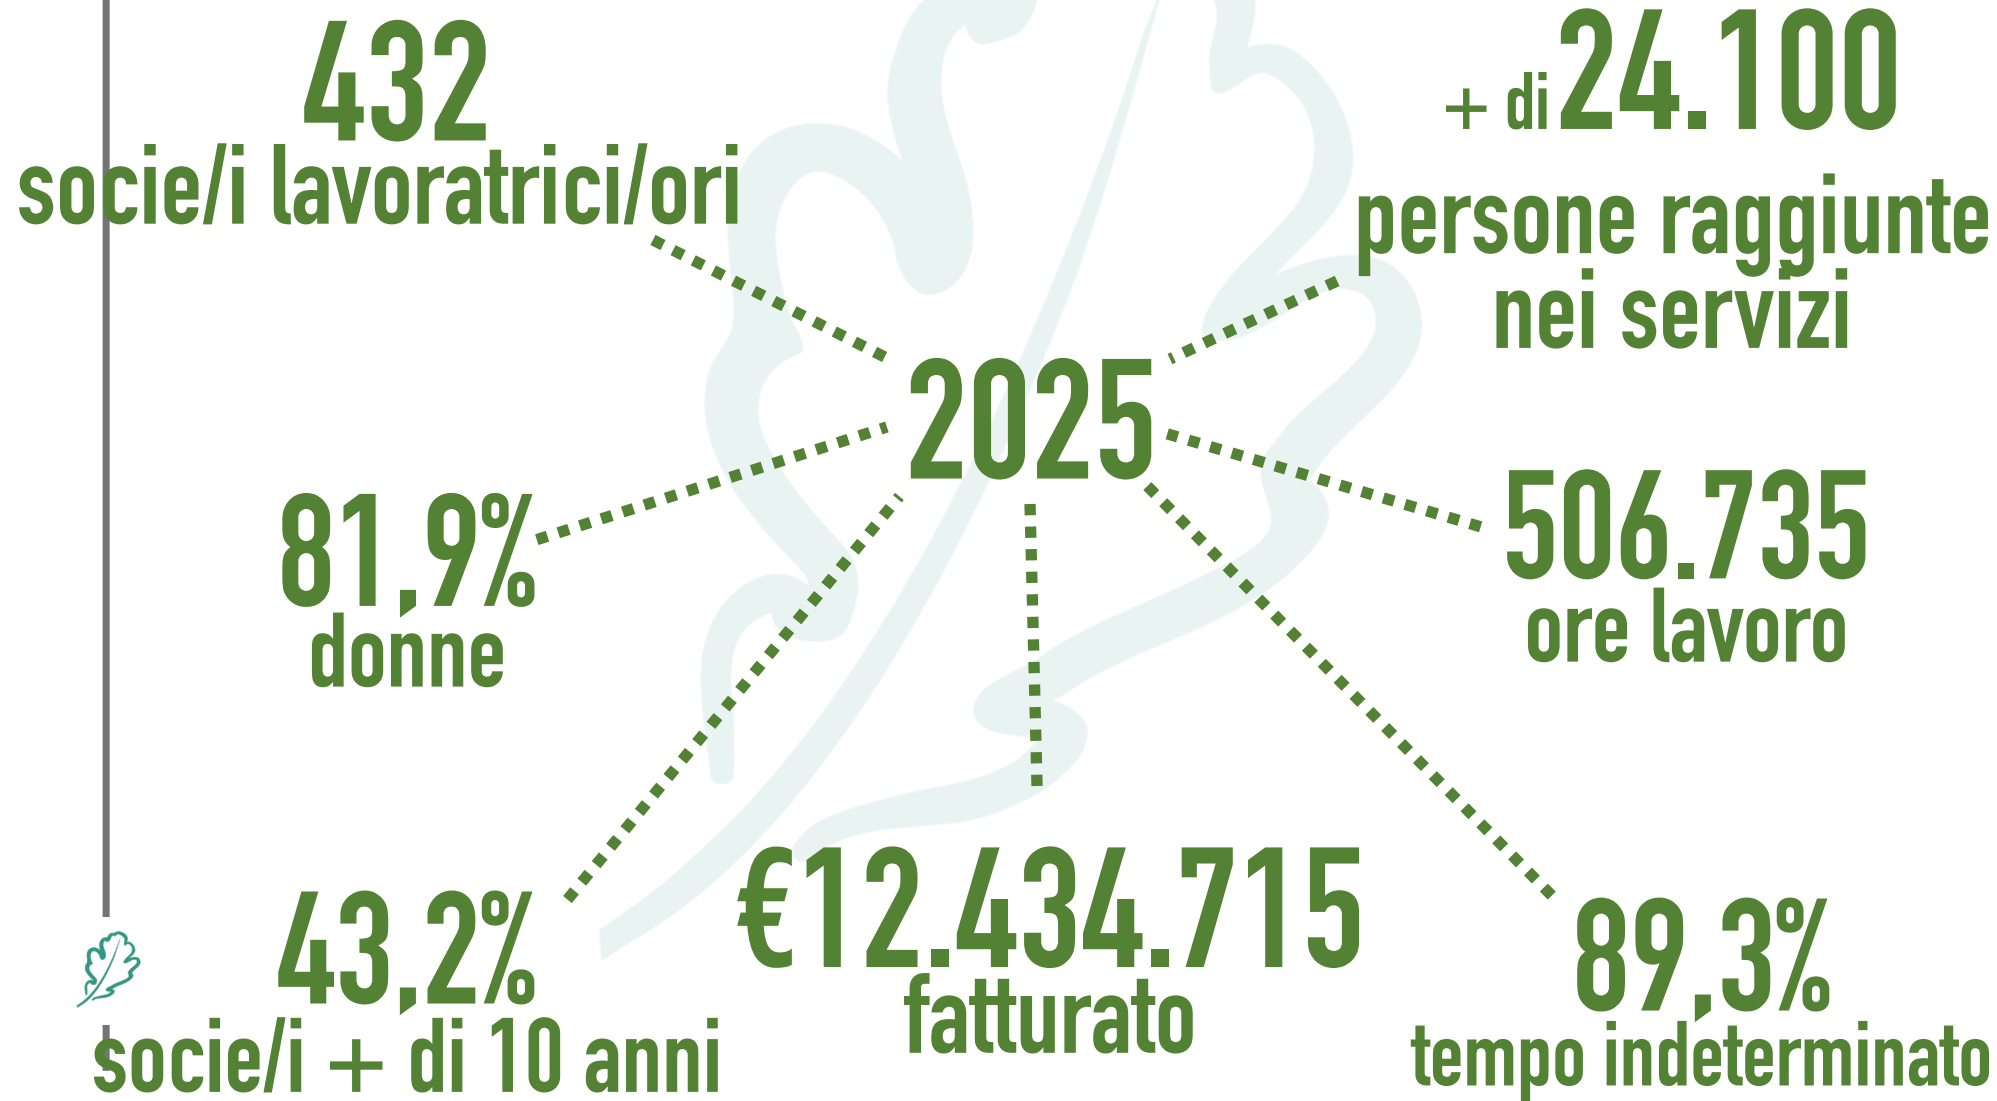 432
socie/i lavoratrici/ori
+ di 24.100
persone raggiunte
nei servizi
2025
81,9%
donne
506.735
ore lavoro
43,2%
socie/i + di 10 anni
€12.434.715
fatturato
89,3%
tempo indeterminato